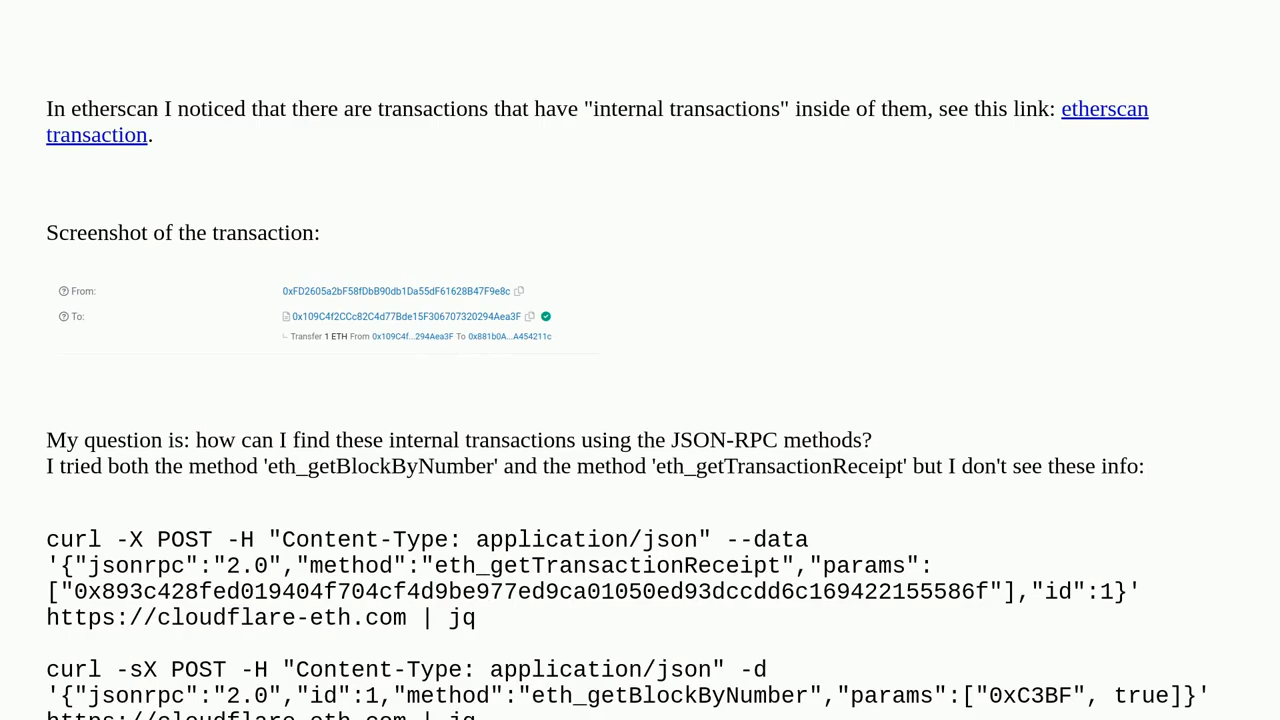 In etherscan I noticed that there are transactions that have "internal transactions" inside of them, see this link: etherscan
transaction.
Screenshot of the transaction:
From: 0xFD2605a2bF58fDbB90db1Da55dF61628B47F9e8c
To: 0x109C4f2CCc82C4d77Bde15F306707320294Aea3F
Transfer 1 ETH From 0x109C4f...294Aea3F To 0x881b0A...A454211c
My question is: how can I find these internal transactions using the JSON-RPC methods?
I tried both the method 'eth_getBlockByNumber' and the method 'eth_getTransactionReceipt' but I don't see these info:
curl -X POST -H "Content-Type: application/json" --data
'{"jsonrpc":"2.0","method":"eth_getTransactionReceipt","params":
["0x893c428fed019404f704cf4d9be977ed9ca01050ed93dccdd6c169422155586f"],"id":1}'
https://cloudflare-eth.com | jq
curl -sX POST -H "Content-Type: application/json" -d
'{"jsonrpc":"2.0","id":1,"method":"eth_getBlockByNumber","params":["0xC3BF", true]}'
https://cloudflare-eth.com | jq